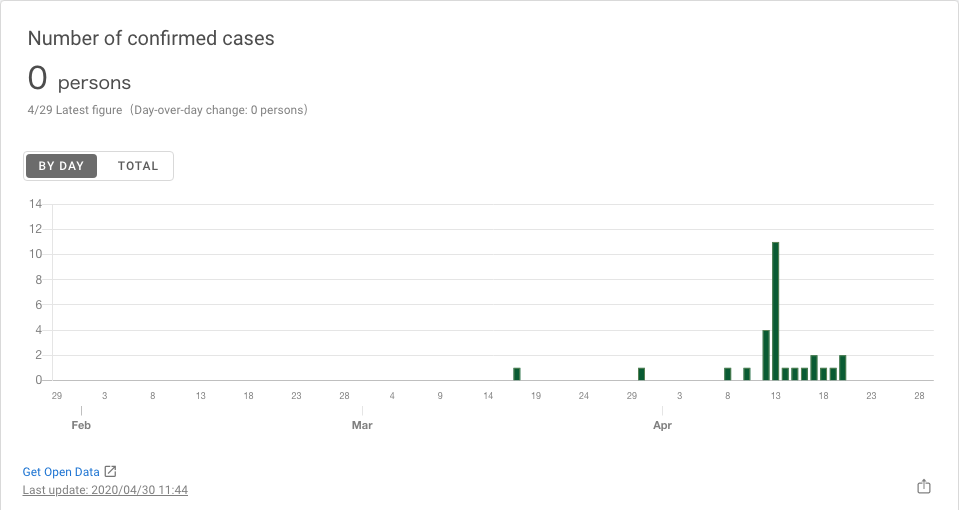 Number of confirmed cases
0 persons
4/29 Latest figure（Day-over-day change: 0 persons）
BY DAY TOTAL
14
12
10
8
6
4
2
0
29 3 8 13 18 23 28 4 9 14 19 24 29 3 8 13 18 23 28
Feb Mar Apr
Get Open Data
Last update: 2020/04/30 11:44